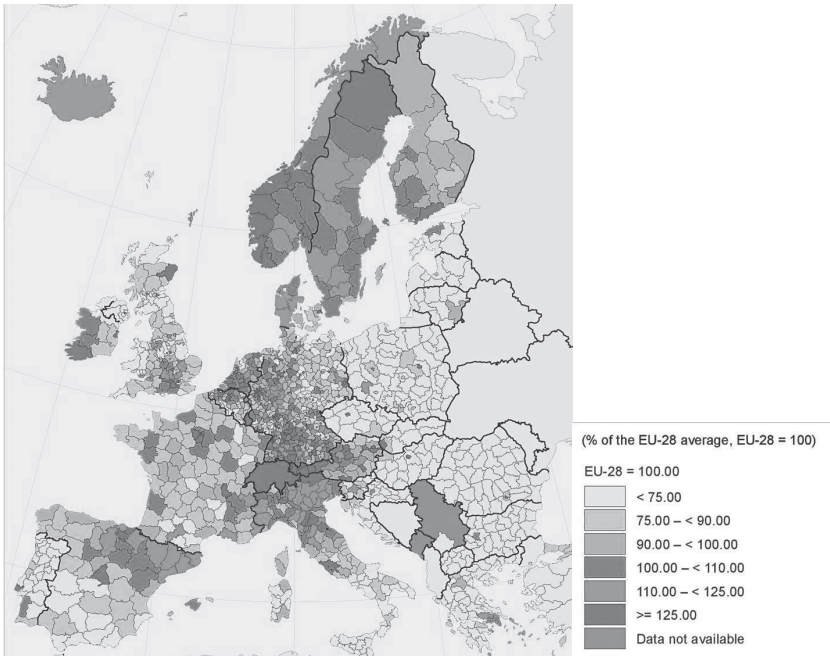 (% of the EU-28 average, EU-28 = 100)
EU-28 = 100.00
< 75.00
75.00 – < 90.00
90.00 – < 100.00
100.00 – < 110.00
110.00 – < 125.00
>= 125.00
Data not available